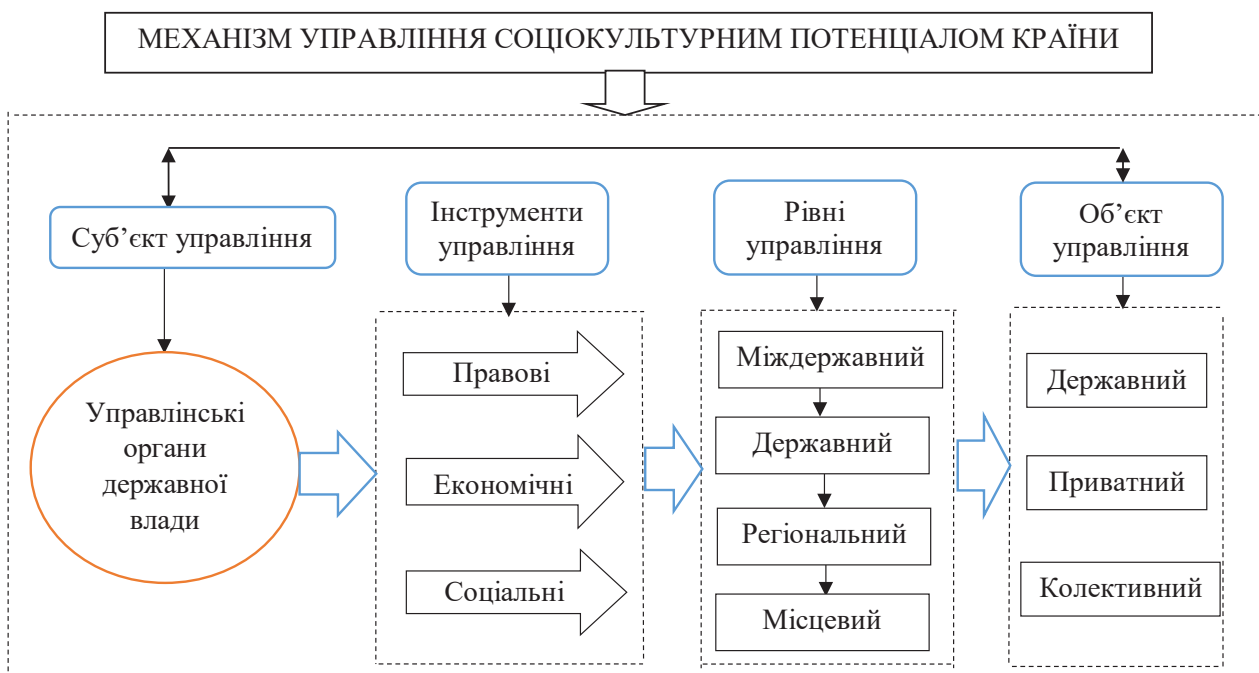 МЕХАНІЗМ УПРАВЛІННЯ СОЦІОКУЛЬТУРНИМ ПОТЕНЦІАЛОМ КРАЇНИ
Суб’єкт управління
Інструменти
управління
Рівні
управління
Об’єкт
управління
Управлінські
органи
державної
влади
Правові
Економічні
Соціальні
Міждержавний
Державний
Регіональний
Місцевий
Державний
Приватний
Колективний